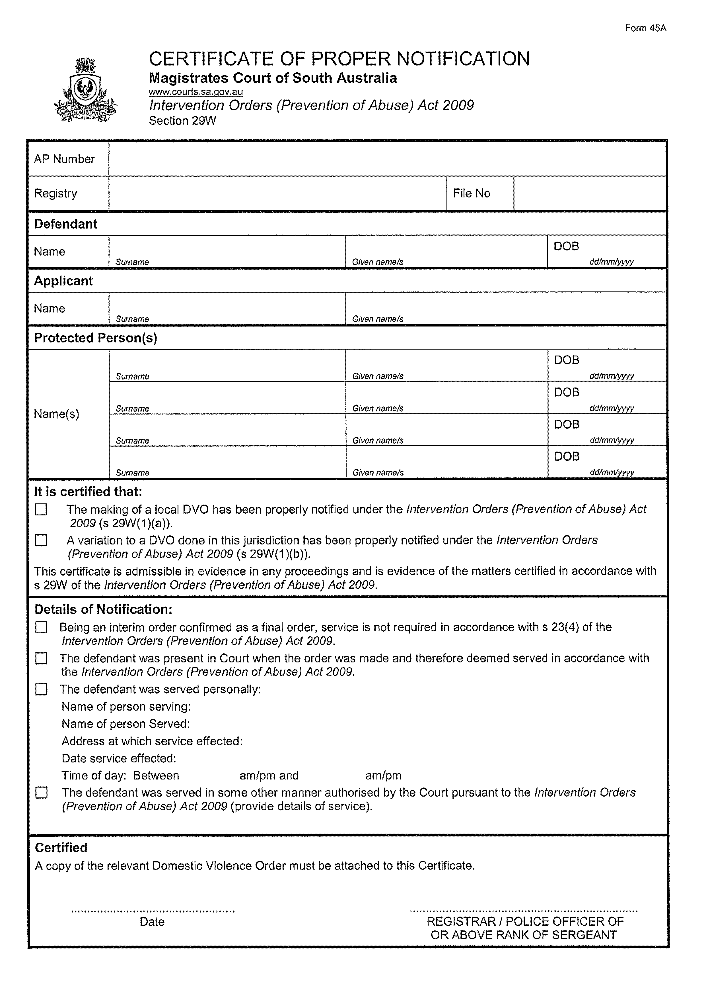 Form 45A
CERTIFICATE OF PROPER NOTIFICATION
Magistrates Court of South Australia
www.courts.sa.gov.au
Intervention Orders (Prevention of Abuse) Act 2009
Section 29W
AP Number
Registry File No
Defendant
Name DOB
Surname Given name/s dd/mm/yyyy
Applicant
Name
Surname Given name/s
Protected Person(s)
DOB
Surname Given name/s dd/mm/yyyy
DOB
Surname Given name/s dd/mm/yyyy
Name(s)
DOB
Surname Given name/s dd/mm/yyyy
DOB
Surname Given name/s dd/mm/yyyy
It is certified that:
The making of a local DVO has been properly notified under the Intervention Orders (Prevention of Abuse) Act
2009 (s 29W(1)(a)).
A variation to a DVO done in this jurisdiction has been properly notified under the Intervention Orders
(Prevention of Abuse) Act 2009 (s 29W(1)(b)).
This certificate is admissible in evidence in any proceedings and is evidence of the matters certified in accordance with
s 29W of the Intervention Orders (Prevention of Abuse) Act 2009.
Details of Notification:
Being an interim order confirmed as a final order, service is not required in accordance with s 23(4) of the
Intervention Orders (Prevention of Abuse) Act 2009.
The defendant was present in Court when the order was made and therefore deemed served in accordance with
the Intervention Orders (Prevention of Abuse) Act 2009.
The defendant was served personally:
Name of person serving:
Name of person Served:
Address at which service effected:
Date service effected:
Time of day: Between am/pm and am/pm
The defendant was served in some other manner authorised by the Court pursuant to the Intervention Orders
(Prevention of Abuse) Act 2009 (provide details of service).
Certified
A copy of the relevant Domestic Violence Order must be attached to this Certificate.
Date REGISTRAR / POLICE OFFICER OF
OR ABOVE RANK OF SERGEANT